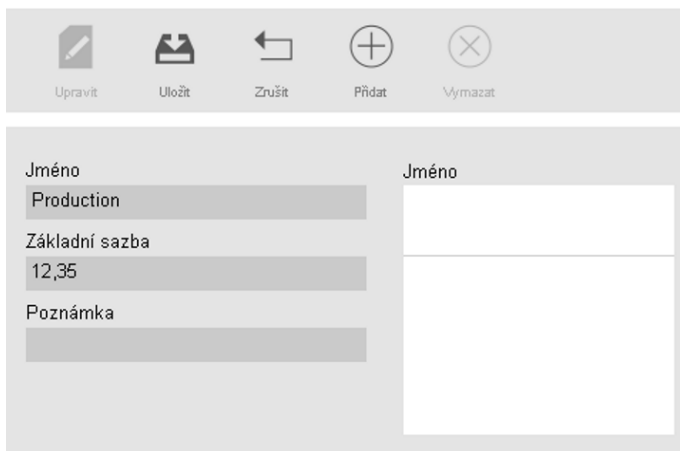 Upravit
Uložit
Zrušit
Přidat
Vymazat
Jméno
Production
Základní sazba
12,35
Poznámka
Jméno